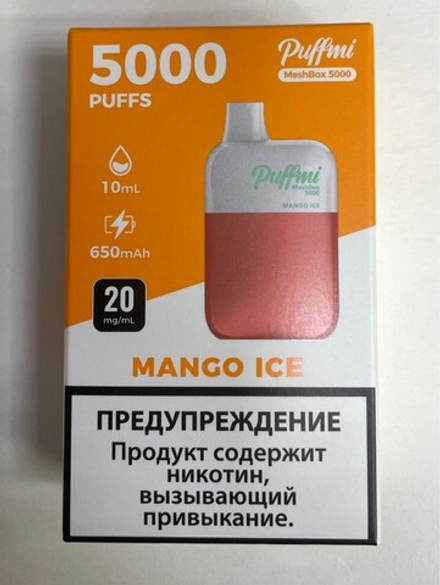 5000
PUFFS
Puffmi
MeshBox 5000
10mL
650mAh
20
mg/mL
Puffmi
MeshBox
5000
MANGO ICE
MANGO ICE
ПРЕДУПРЕЖДЕНИЕ
Продукт содержит
никотин,
вызывающий
привыкание.